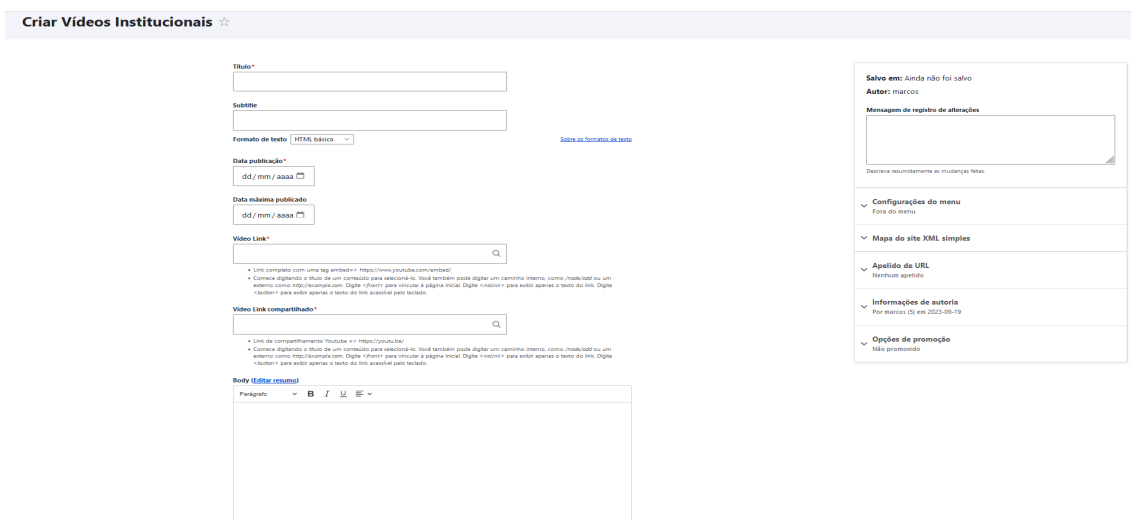 Criar Vídeos Institucionais ☆
Título*
Subtitle
Formato de texto HTML básico
Sobre os formatos de texto
Data publicação*
dd/mm/aaaa
Data máxima publicado
dd/mm/aaaa
Vídeo Link*
• Link completo com uma tag embed=> https://www.youtube.com/embed/
• Comece digitando o título de um conteúdo para selecioná-lo. Você também pode digitar um caminho interno, como /node/add ou um
externo como http://example.com. Digite <front> para vincular à página inicial. Digite <nolink> para exibir apenas o texto do link. Digite
<button> para exibir apenas o texto do link acessível pelo teclado.
Vídeo Link compartilhado*
• Link de compartilhamento Youtube => https://youtu.be/
• Comece digitando o título de um conteúdo para selecioná-lo. Você também pode digitar um caminho interno, como /node/add ou um
externo como http://example.com. Digite <front> para vincular à página inicial. Digite <nolink> para exibir apenas o texto do link. Digite
<button> para exibir apenas o texto do link acessível pelo teclado.
Body (Editar resumo)
Parágrafo B I U
Salvo em: Ainda não foi salvo
Autor: marcos
Mensagem de registro de alterações
Descreva resumidamente as mudanças feitas.
Configurações do menu
Fora do menu
Mapa do site XML simples
Apelido de URL
Nenhum apelido
Informações de autoria
Por marcos (5) em 2023-09-19
Opções de promoção
Não promovido